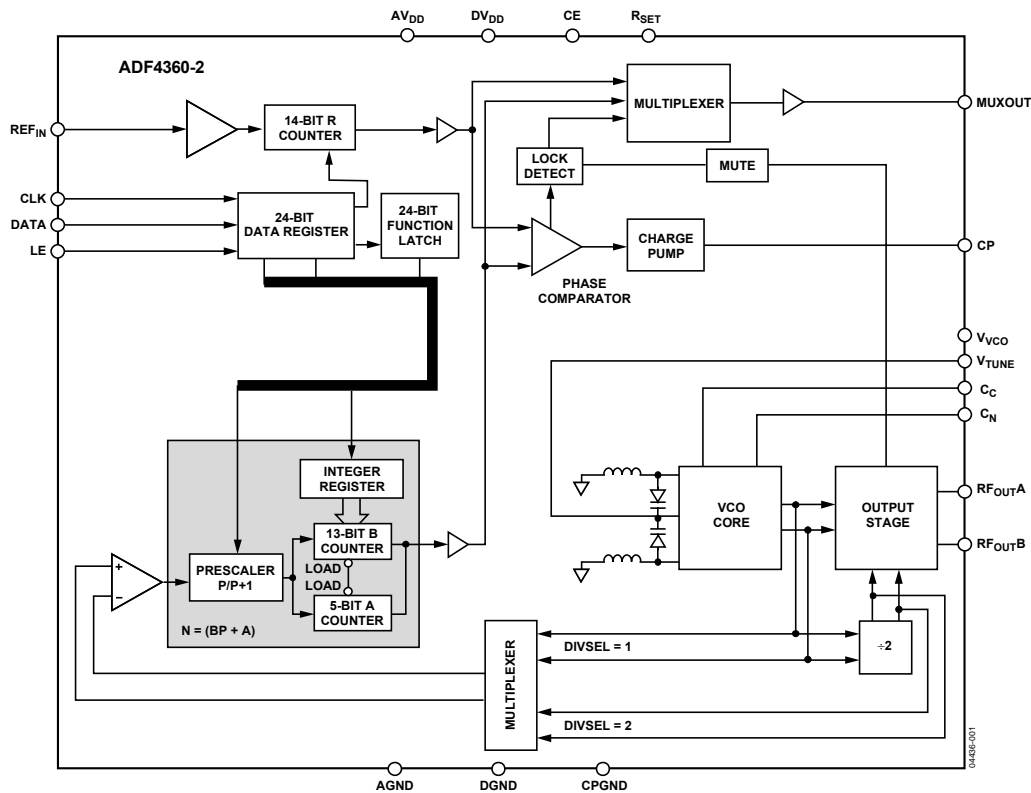 AVDD
DVDD
CE
RSET
ADF4360-2
REFIN
14-BIT R
COUNTER
MULTIPLEXER
MUXOUT
LOCK
DETECT
MUTE
CLK
DATA
LE
24-BIT
DATA REGISTER
24-BIT
FUNCTION
LATCH
CHARGE
PUMP
CP
PHASE
COMPARATOR
VVCO
VTUNE
CC
CN
INTEGER
REGISTER
13-BIT B
COUNTER
LOAD
LOAD
5-BIT A
COUNTER
PRESCALER
P/P+1
+
−
N = (BP + A)
VCO
CORE
OUTPUT
STAGE
RFOUTA
RFOUTB
MULTIPLEXER
DIVSEL = 1
÷2
DIVSEL = 2
04436-001
AGND
DGND
CPGND